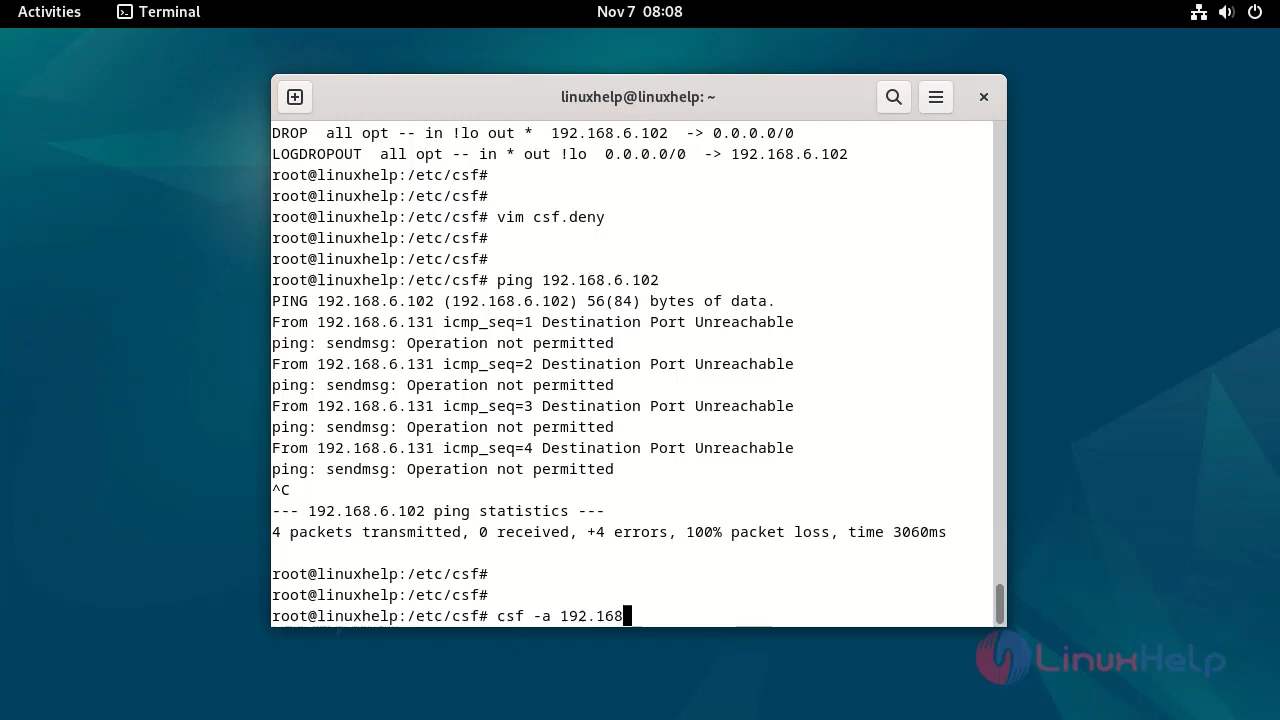 Activities Terminal Nov 7 08:08
linuxhelp@linuxhelp: ~
DROP all opt -- in !lo out * 192.168.6.102 -> 0.0.0.0/0
LOGDROPOUT all opt -- in * out !lo 0.0.0.0/0 -> 192.168.6.102
root@linuxhelp:/etc/csf#
root@linuxhelp:/etc/csf#
root@linuxhelp:/etc/csf# vim csf.deny
root@linuxhelp:/etc/csf#
root@linuxhelp:/etc/csf#
root@linuxhelp:/etc/csf# ping 192.168.6.102
PING 192.168.6.102 (192.168.6.102) 56(84) bytes of data.
From 192.168.6.131 icmp_seq=1 Destination Port Unreachable
ping: sendmsg: Operation not permitted
From 192.168.6.131 icmp_seq=2 Destination Port Unreachable
ping: sendmsg: Operation not permitted
From 192.168.6.131 icmp_seq=3 Destination Port Unreachable
ping: sendmsg: Operation not permitted
From 192.168.6.131 icmp_seq=4 Destination Port Unreachable
ping: sendmsg: Operation not permitted
^C
--- 192.168.6.102 ping statistics ---
4 packets transmitted, 0 received, +4 errors, 100% packet loss, time 3060ms
root@linuxhelp:/etc/csf#
root@linuxhelp:/etc/csf#
root@linuxhelp:/etc/csf# csf -a 192.168
LinuxHelp